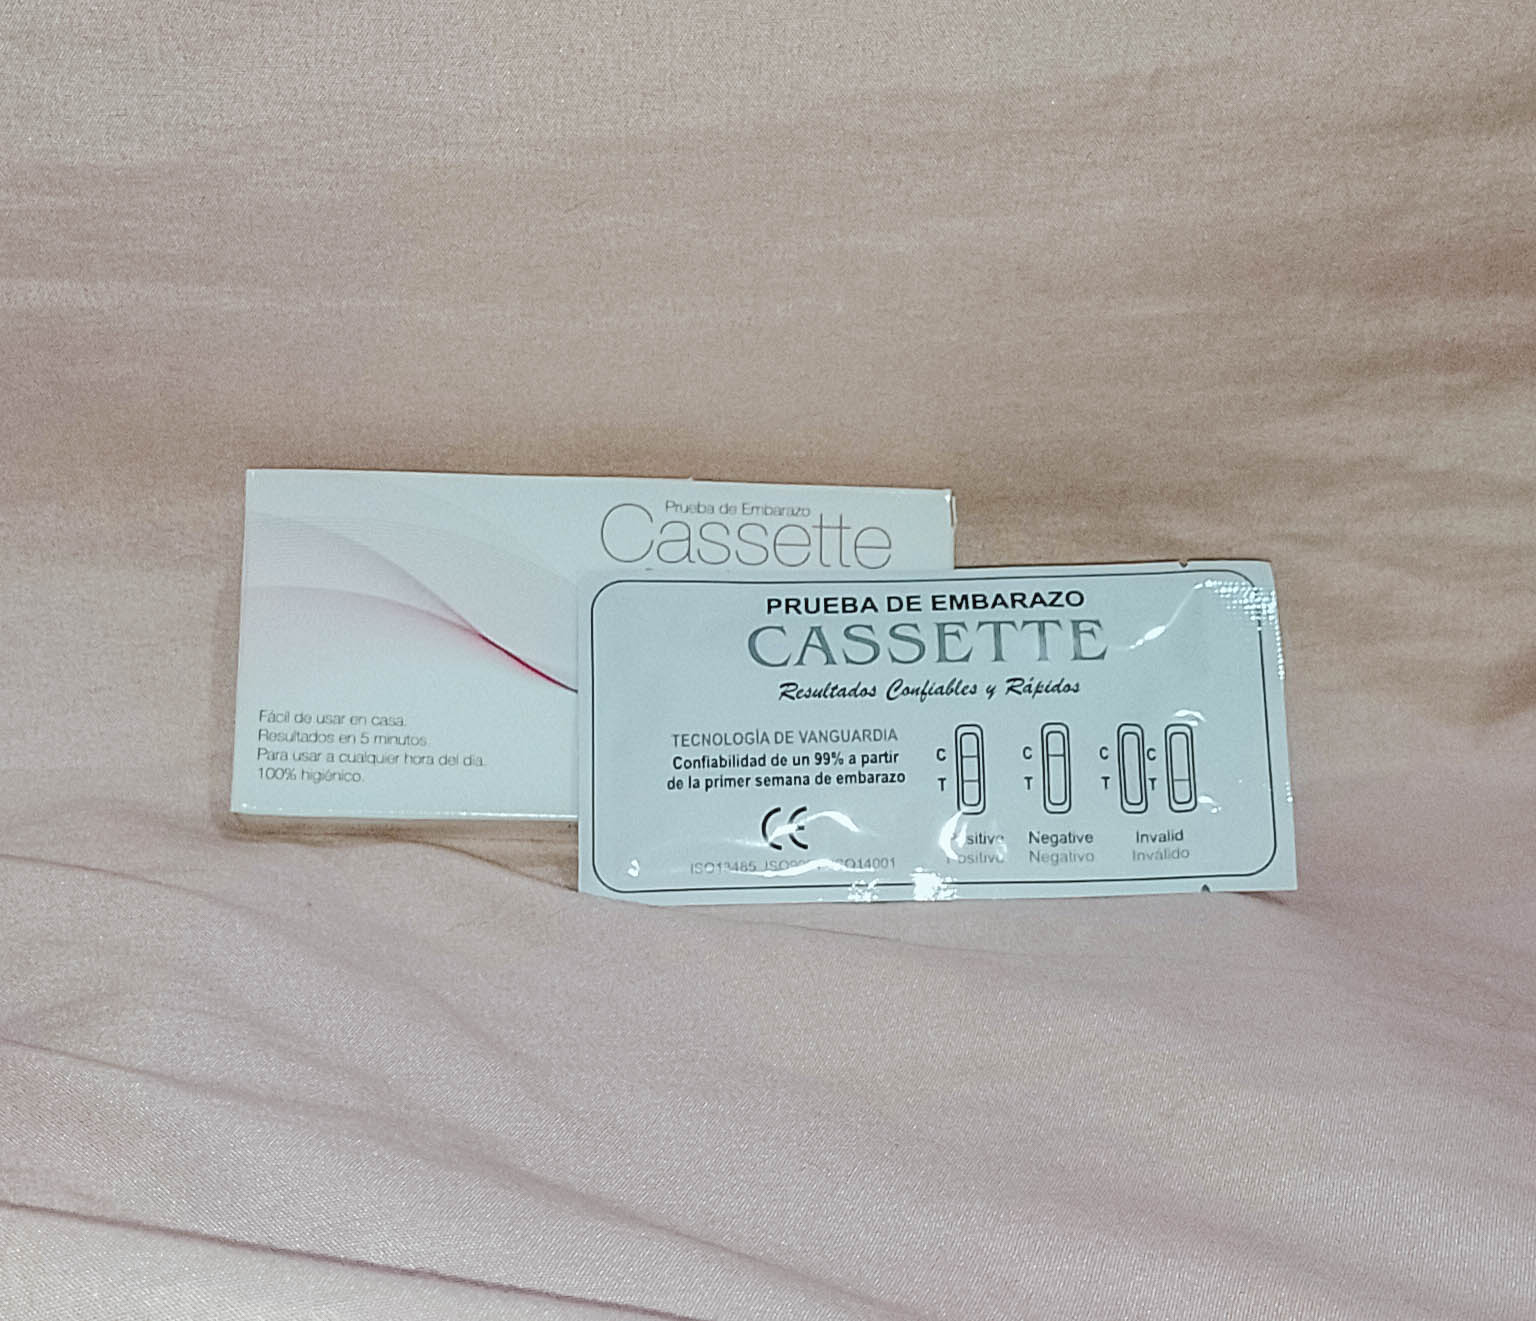 Prueba de Embarazo
Cassette
Fácil de usar en casa.
Resultados en 5 minutos.
Para usar a cualquier hora del día.
100% higiénico.
PRUEBA DE EMBARAZO
CASSETTE
Resultados Confiables y Rápidos
TECNOLOGÍA DE VANGUARDIA
Confiabilidad de un 99% a partir
de la primer semana de embarazo
CE
ISO13485
C C C C
T T T T
Negative Invalid
Positivo Negativo Inválido